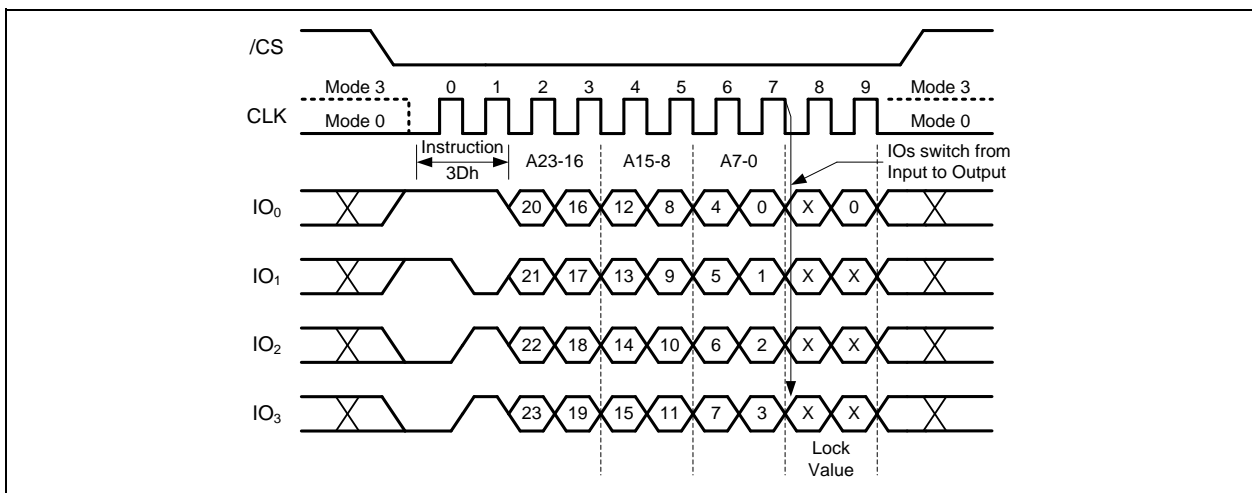 /CS
Mode 3 0 1 2 3 4 5 6 7 8 9 Mode 3
CLK
Mode 0 Mode 0
Instruction
3Dh
A23-16 A15-8 A7-0
IOs switch from
Input to Output
IO0 20 16 12 8 4 0 X 0
IO1 21 17 13 9 5 1 X X
IO2 22 18 14 10 6 2 X X
IO3 23 19 15 11 7 3 X X
Lock
Value